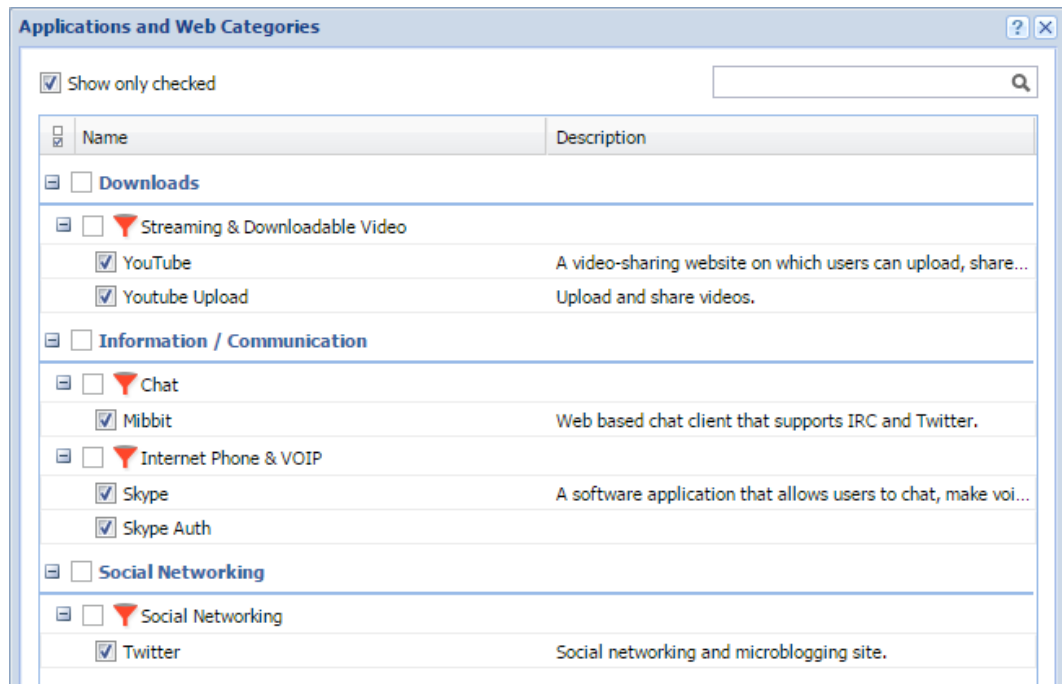 Applications and Web Categories
Show only checked
Name Description
Downloads
Streaming & Downloadable Video
YouTube A video-sharing website on which users can upload, share...
Youtube Upload Upload and share videos.
Information / Communication
Chat
Mibbit Web based chat client that supports IRC and Twitter.
Internet Phone & VOIP
Skype A software application that allows users to chat, make voi...
Skype Auth
Social Networking
Social Networking
Twitter Social networking and microblogging site.